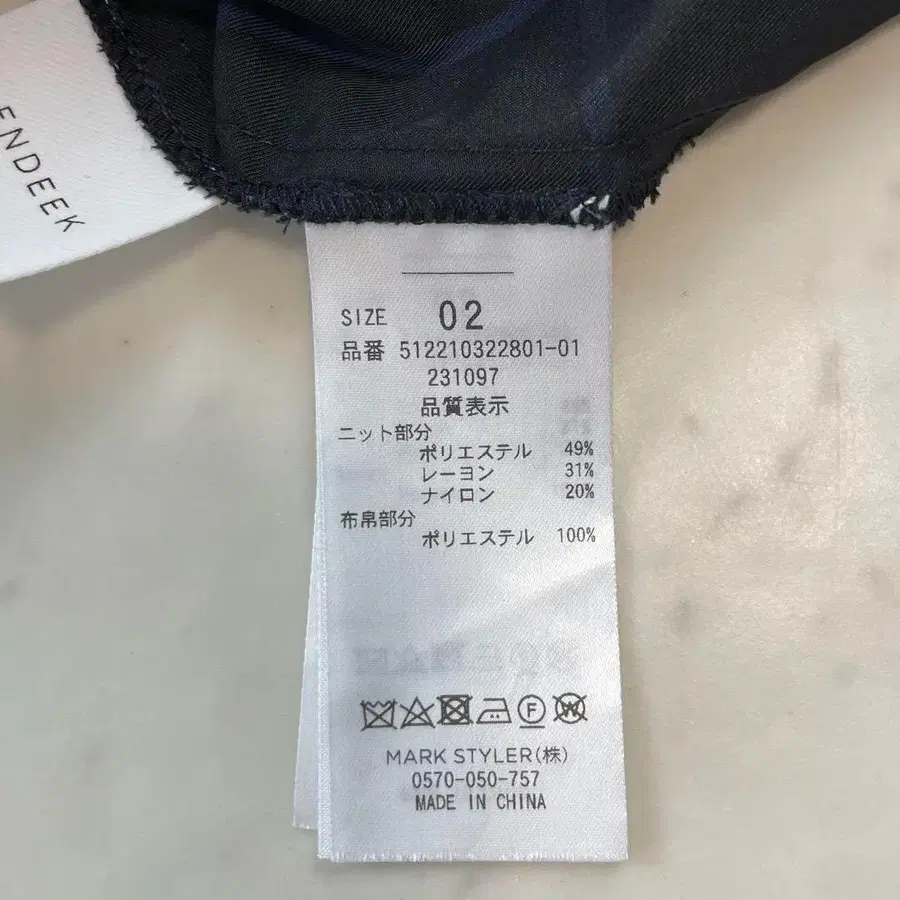 ENDEEK
SIZE 02
品番 512210322801-01
231097
品質表示
ニット部分
ポリエステル 49%
レーヨン 31%
ナイロン 20%
布帛部分
ポリエステル 100%
F W
MARK STYLER(株)
0570-050-757
MADE IN CHINA